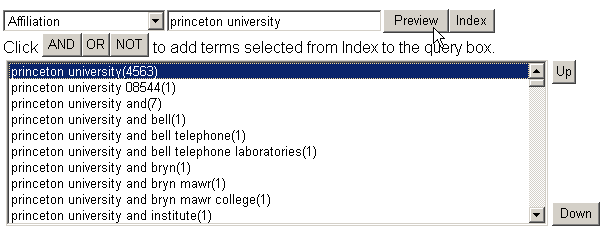 Affiliation princeton university Preview Index
Click AND OR NOT to add terms selected from Index to the query box.
princeton university(4563) Up
princeton university 08544(1)
princeton university and(7)
princeton university and bell(1)
princeton university and bell telephone(1)
princeton university and bell telephone laboratories(1)
princeton university and bryn(1)
princeton university and bryn mawr(1)
princeton university and bryn mawr college(1)
princeton university and institute(1) Down